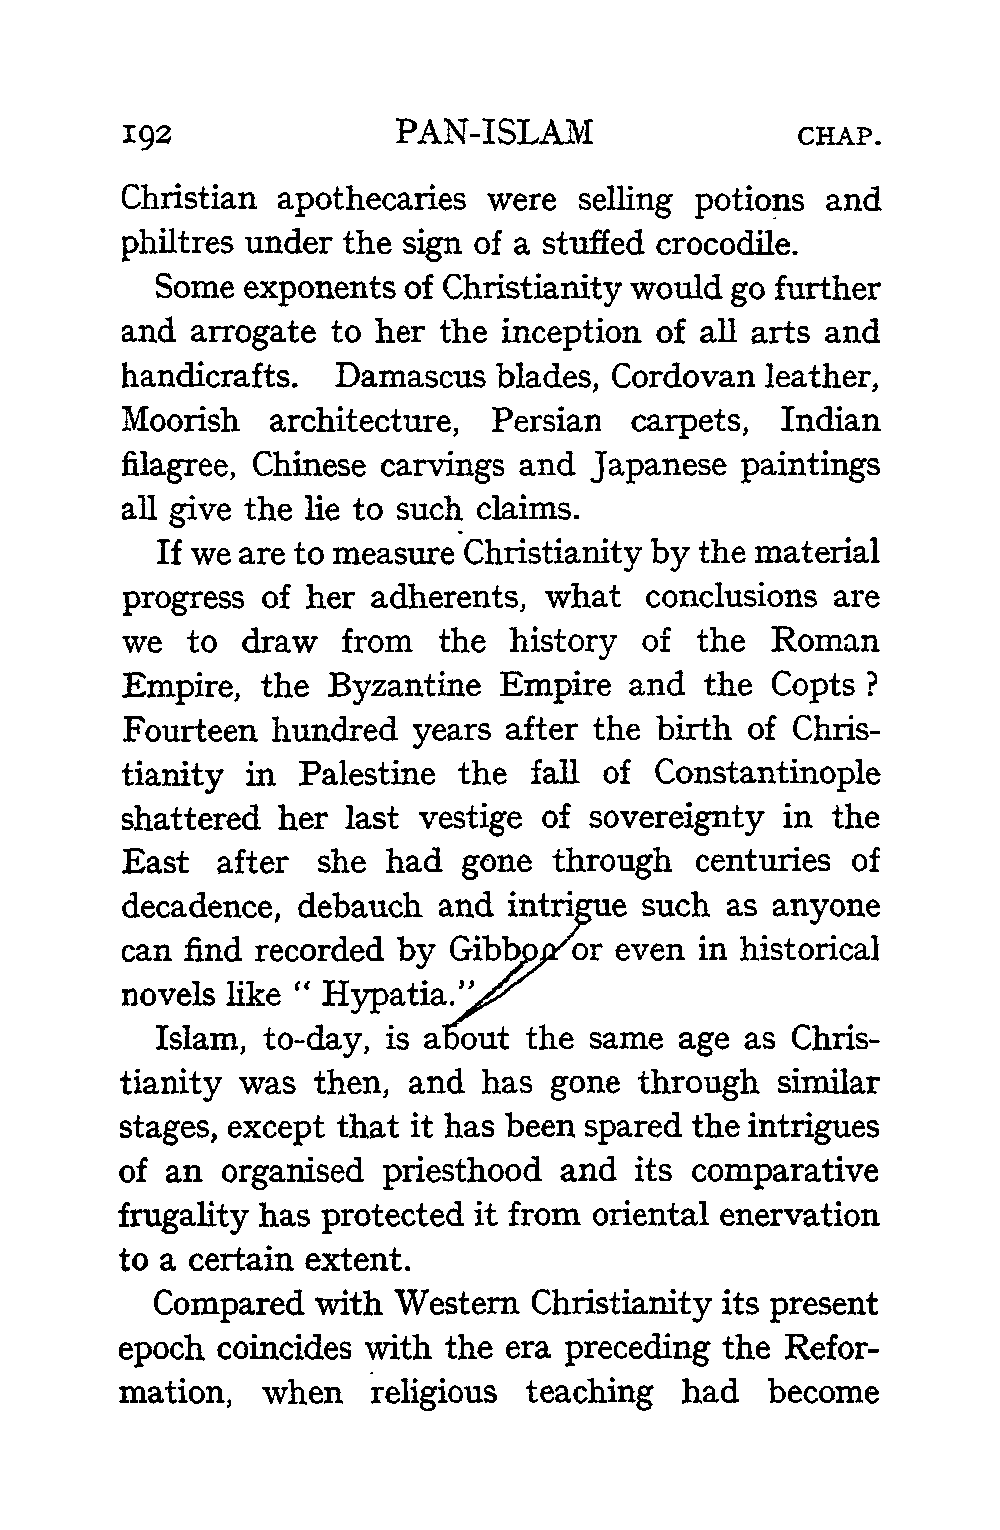 192 PAN-ISLAM CHAP.
Christian apothecaries were selling potions and
philtres under the sign of a stuffed crocodile.
Some exponents of Christianity would go further
and arrogate to her the inception of all arts and
handicrafts. Damascus blades, Cordovan leather,
Moorish architecture, Persian carpets, Indian
filagree, Chinese carvings and Japanese paintings
all give the lie to such claims.
If we are to measure Christianity by the material
progress of her adherents, what conclusions are
we to draw from the history of the Roman
Empire, the Byzantine Empire and the Copts ?
Fourteen hundred years after the birth of Chris-
tianity in Palestine the fall of Constantinople
shattered her last vestige of sovereignty in the
East after she had gone through centuries of
decadence, debauch and intrigue such as anyone
can find recorded by Gibbon or even in historical
novels like “ Hypatia.”
Islam, to-day, is about the same age as Chris-
tianity was then, and has gone through similar
stages, except that it has been spared the intrigues
of an organised priesthood and its comparative
frugality has protected it from oriental enervation
to a certain extent.
Compared with Western Christianity its present
epoch coincides with the era preceding the Refor-
mation, when religious teaching had become